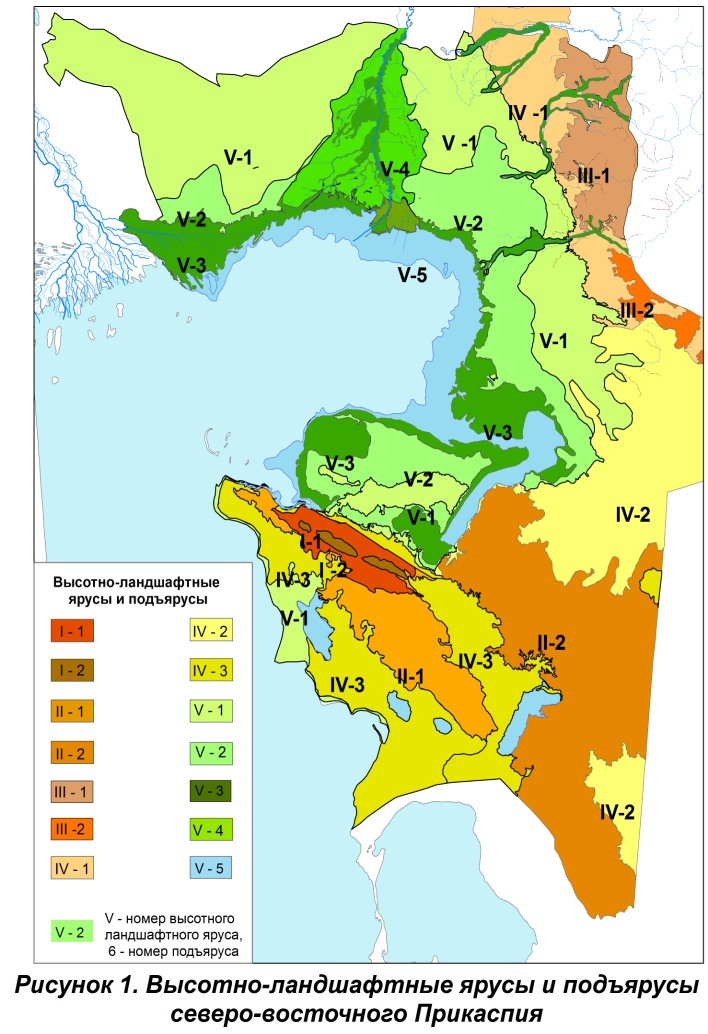 IV -1
V-1
V -1
V-4
III-1
V-2
V-2
V-3
V-5
III-2
V-1
V-3
V-3
V-2
IV-2
V-1
I-1
I -2
IV-3
V-1
II-2
IV-3
II-1
IV-3
IV-2
Высотно-ландшафтные
ярусы и подъярусы
I - 1
IV - 2
I - 2
IV - 3
II - 1
V - 1
II - 2
V - 2
III - 1
V - 3
III -2
V - 4
IV - 1
V - 5
V - 2
V - номер высотного
ландшафтного яруса,
6 - номер подъяруса
Рисунок 1. Высотно-ландшафтные ярусы и подъярусы
северо-восточного Прикаспия